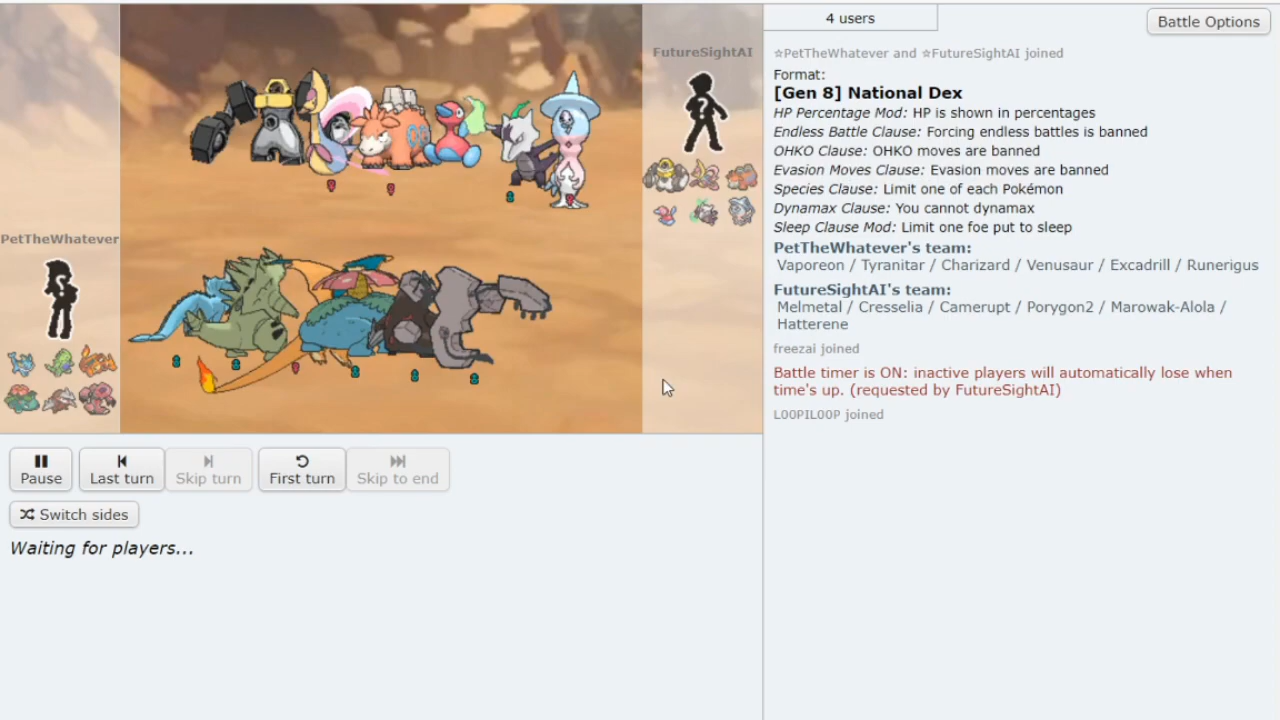 4 users
Battle Options
FutureSightAI
PetTheWhatever
☆PetTheWhatever and ☆FutureSightAI joined
Format:
[Gen 8] National Dex
HP Percentage Mod: HP is shown in percentages
Endless Battle Clause: Forcing endless battles is banned
OHKO Clause: OHKO moves are banned
Evasion Moves Clause: Evasion moves are banned
Species Clause: Limit one of each Pokémon
Dynamax Clause: You cannot dynamax
Sleep Clause Mod: Limit one foe put to sleep
PetTheWhatever's team:
Vaporeon / Tyranitar / Charizard / Venusaur / Excadrill / Runerigus
FutureSightAI's team:
Melmetal / Cresselia / Camerupt / Porygon2 / Marowak-Alola /
Hatterene
freezai joined
Battle timer is ON: inactive players will automatically lose when
time's up. (requested by FutureSightAI)
L00PIL00P joined
Pause
Last turn
Skip turn
First turn
Skip to end
Switch sides
Waiting for players...